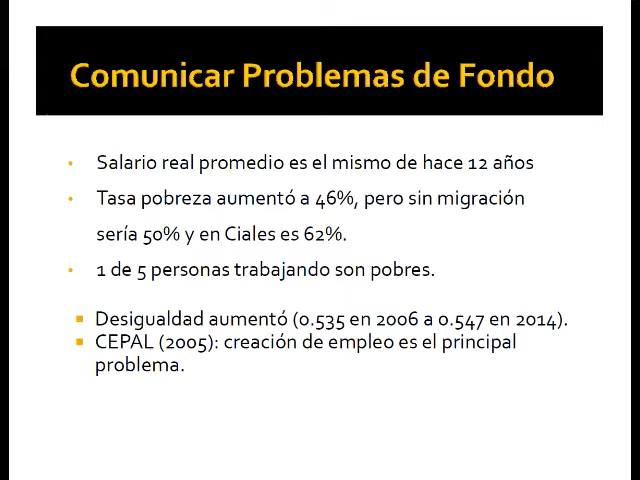 Comunicar Problemas de Fondo
• Salario real promedio es el mismo de hace 12 años
• Tasa pobreza aumentó a 46%, pero sin migración
sería 50% y en Ciales es 62%.
• 1 de 5 personas trabajando son pobres.
▪ Desigualdad aumentó (0.535 en 2006 a 0.547 en 2014).
▪ CEPAL (2005): creación de empleo es el principal
problema.